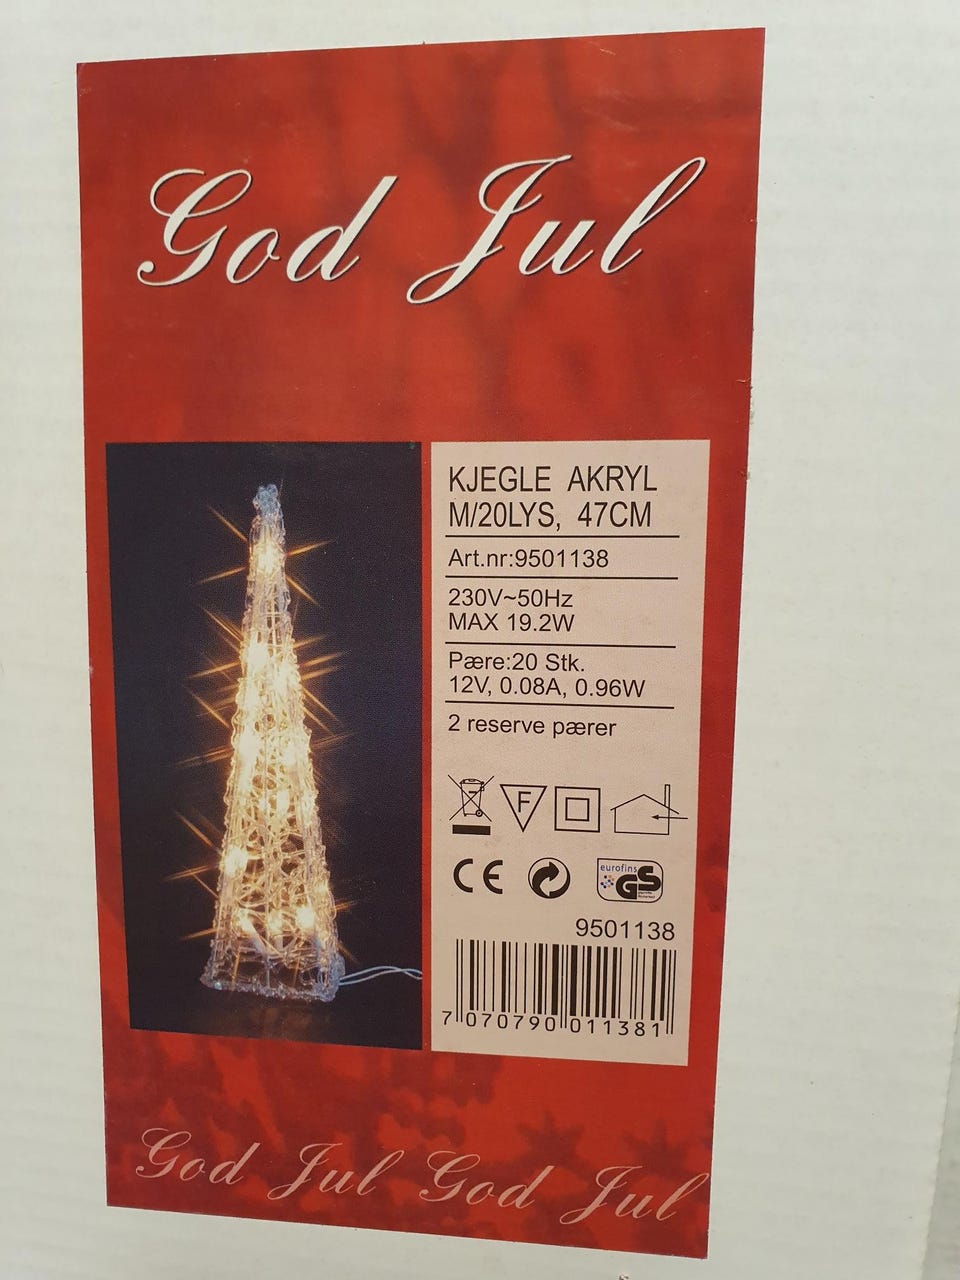 God Jul
KJEGLE AKRYL
M/20LYS, 47CM
Art.nr:9501138
230V~50Hz
MAX 19.2W
Pære:20 Stk.
12V, 0.08A, 0.96W
2 reserve pærer
F
CE
eurofins
GS
9501138
7 070790 011381
God Jul God Jul